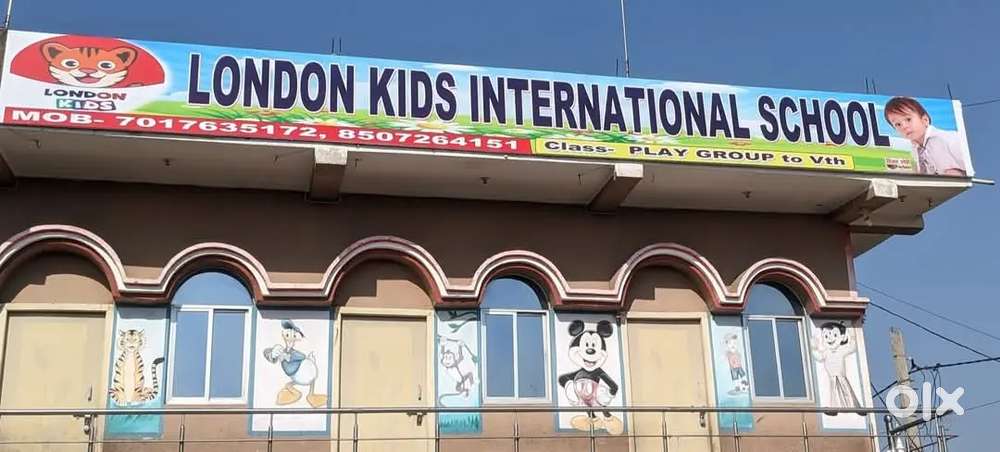 LONDON
KIDS
LONDON KIDS INTERNATIONAL SCHOOL
MOB- 7017635172, 8507264151
Class- PLAY GROUP to Vth
olx